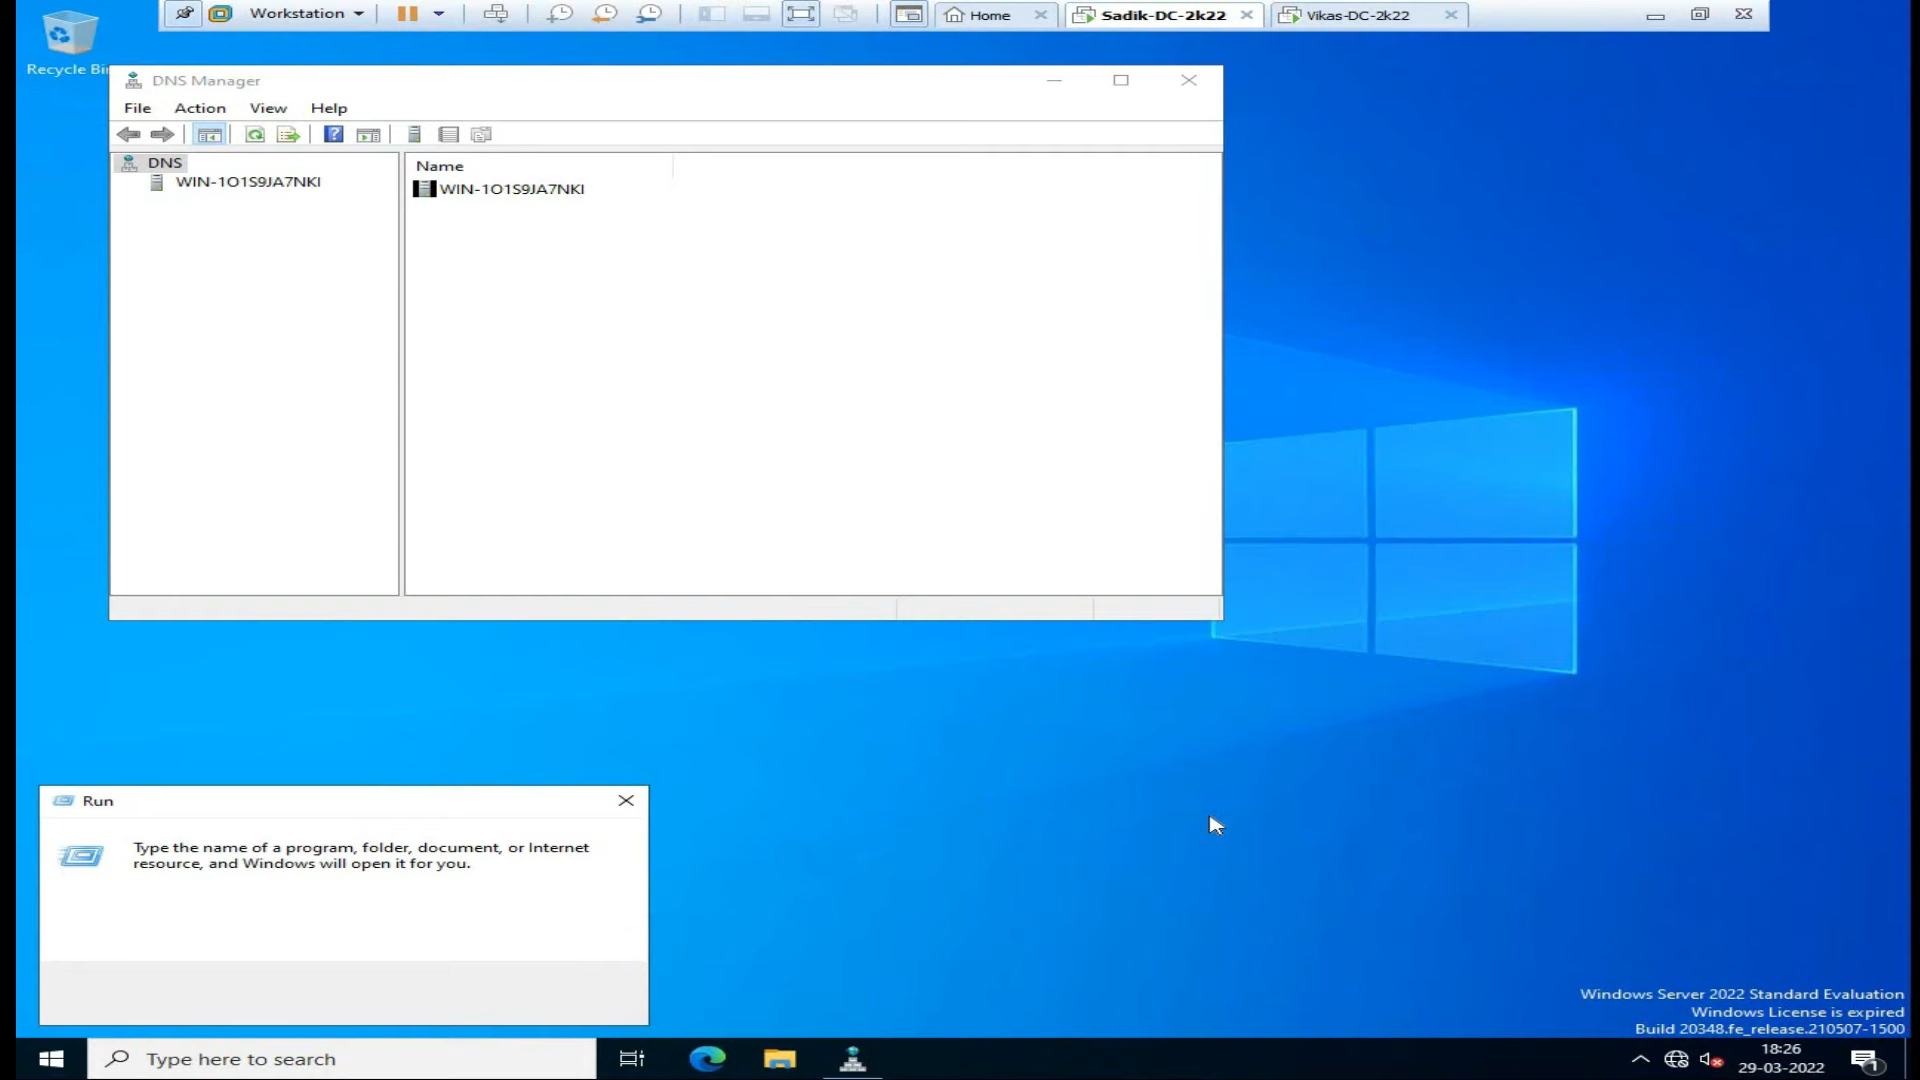 Workstation
Home
Sadik-DC-2k22
Vikas-DC-2k22
Recycle Bi
DNS Manager
File Action View Help
DNS
WIN-1O1S9JA7NKI
Name
WIN-1O1S9JA7NKI
Run
Type the name of a program, folder, document, or Internet
resource, and Windows will open it for you.
Windows Server 2022 Standard Evaluation
Windows License is expired
Build 20348.fe_release.210507-1500
Type here to search
18:26
29-03-2022
1